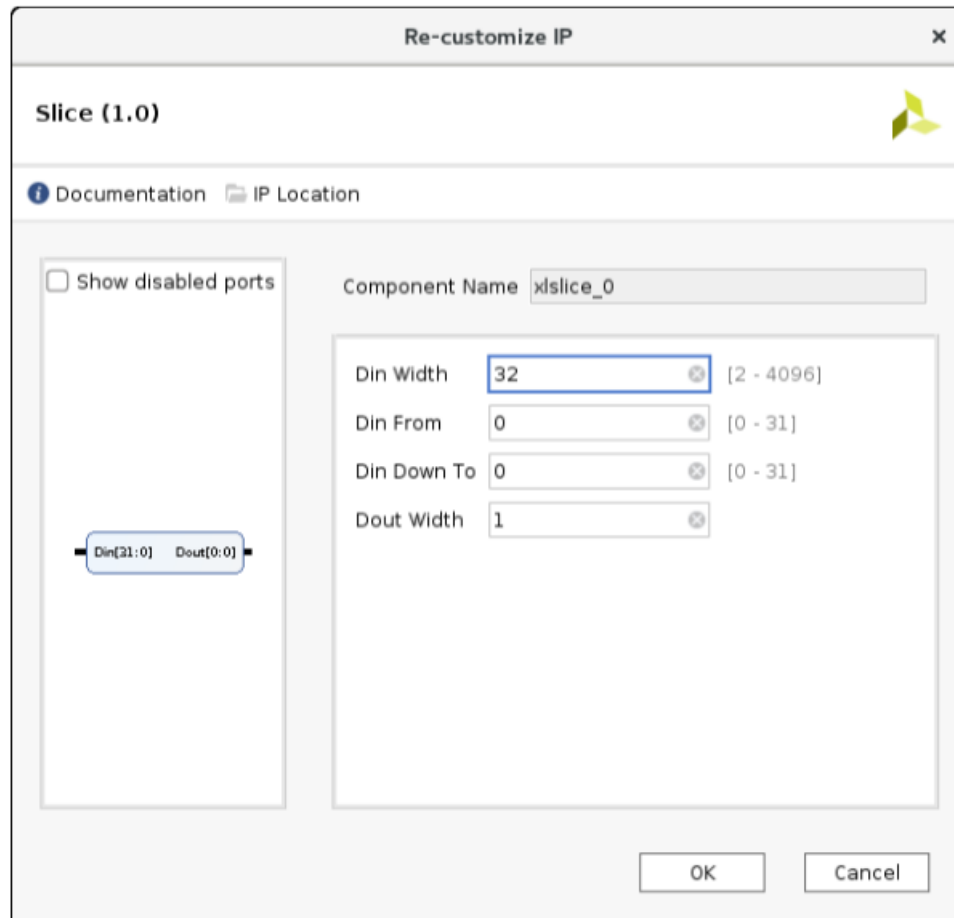 Re-customize IP
Slice (1.0)
Documentation IP Location
Show disabled ports
Din[31:0] Dout[0:0]
Component Name xlslice_0
Din Width 32 [2 - 4096]
Din From 0 [0 - 31]
Din Down To 0 [0 - 31]
Dout Width 1
OK Cancel